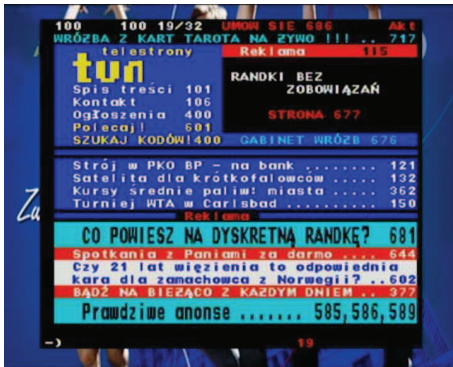 100 100 19/32 UMOW SIE 686 Akt
WRÓŻBA Z KART TAROTA NA ŻYWO !!! .. 717
telestrony
tvn
Spis treści 101
Kontakt 106
Ogłoszenia 400
Polecaj! 601
SZUKAJ KODÓW!400
Reklama 115
RANDKI BEZ
ZOBOWIĄZAŃ
STRONA 677
GABINET WRÓŻB 676
Strój w PKO BP - na bank ........ 121
Satelita dla krótkofalowców ..... 132
Kursy średnie paliw: miasta ..... 362
Turniej WTA w Carlsbad .......... 150
Reklama
CO POWIESZ NA DYSKRETNĄ RANDKĘ? 681
Spotkania z Paniami za darmo .... 644
Czy 21 lat więzienia to odpowiednia
kara dla zamachowca z Norwegii? ..602
BĄDŹ NA BIEŻĄCO Z KAŻDYM DNIEM .. 377
Prawdziwe anonse ....... 585,586,589
-) 19
Zu